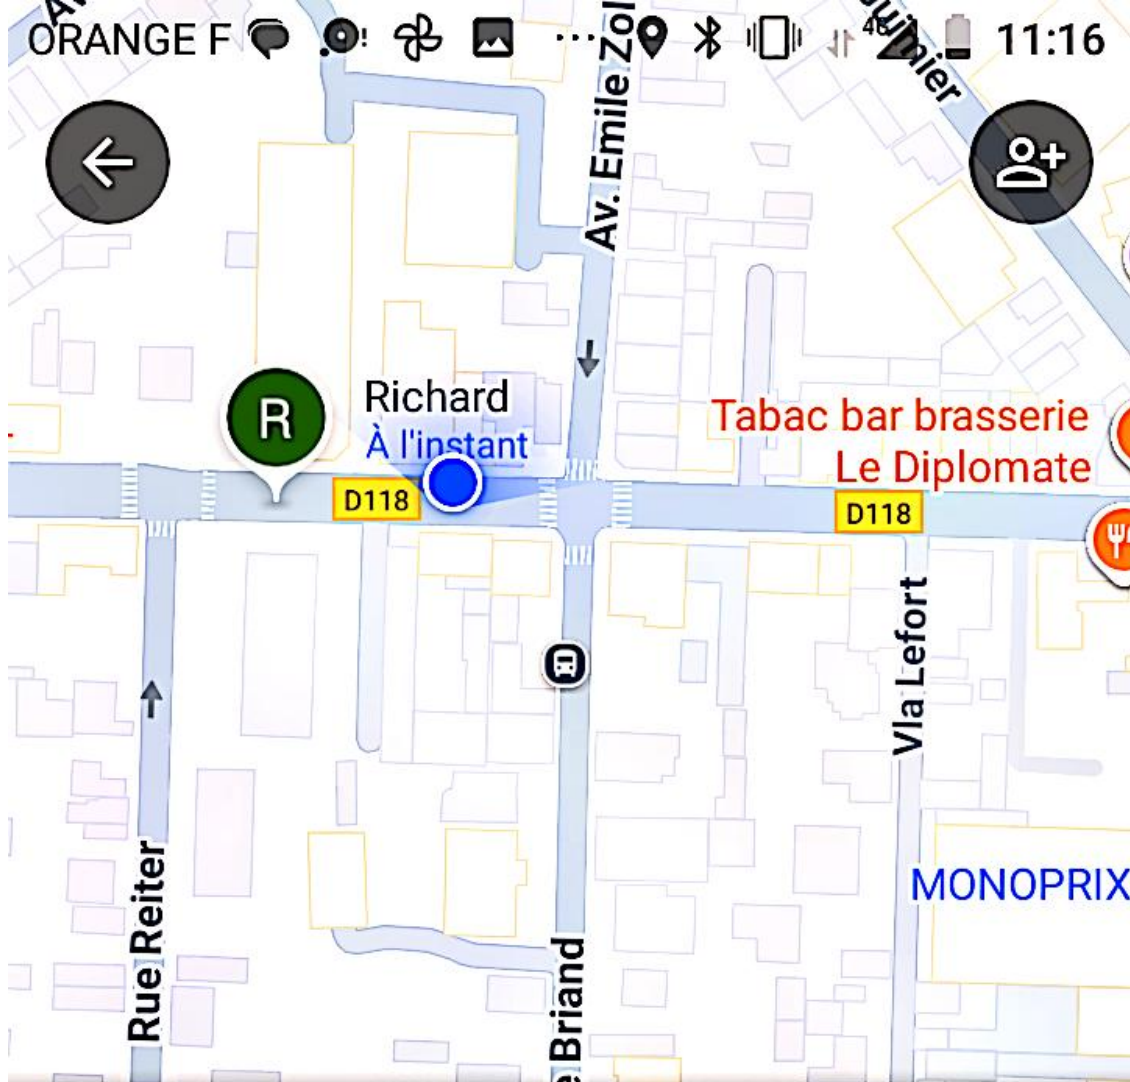 ORANGE F
4G
11:16
Av. Emile Zol
R
Richard
À l'instant
Tabac bar brasserie
Le Diplomate
D118
D118
Vla Lefort
MONOPRIX
Rue Reiter
e Briand